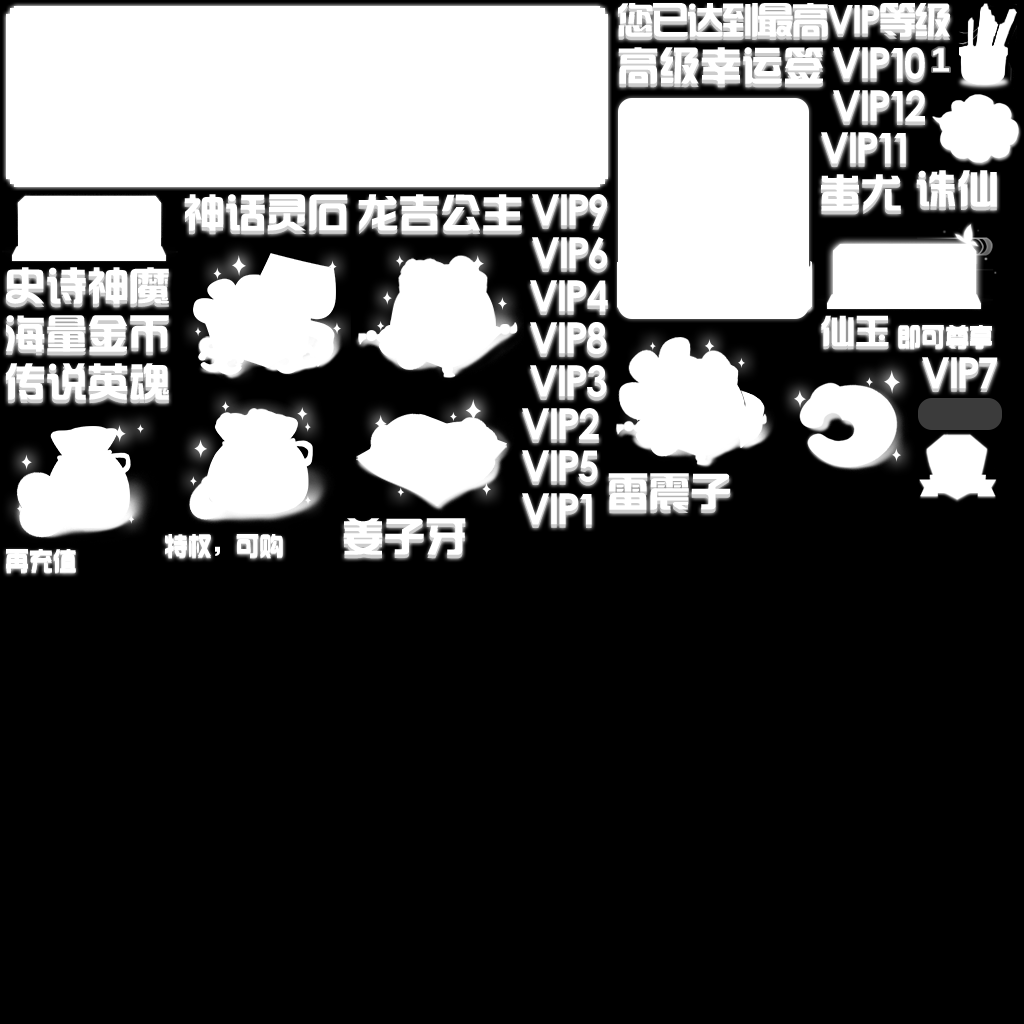 您已达到最高VIP等级
高级幸运签
VIP10
1
VIP12
VIP11
蚩尤
诛仙
神话灵石
龙吉公主
VIP9
VIP6
VIP4
VIP8
VIP3
VIP2
VIP5
VIP1
史诗神魔
海量金币
传说英魂
仙玉
即可尊享
VIP7
雷震子
姜子牙
特权，可购
再充值